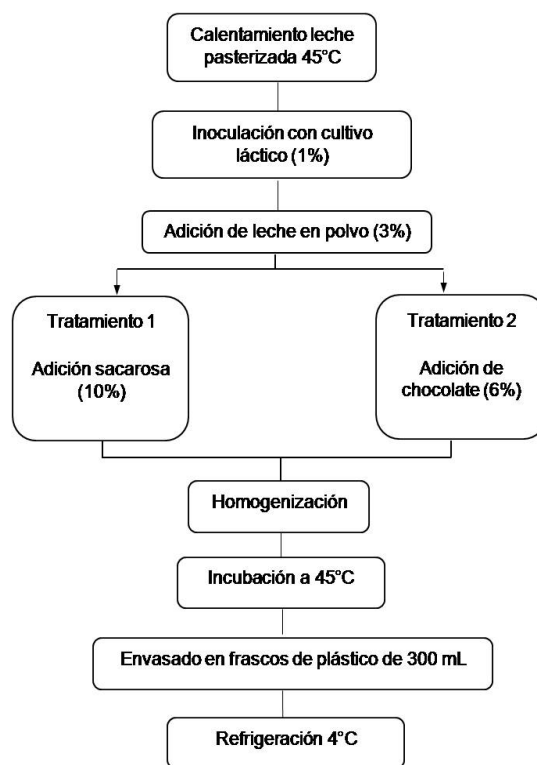 Calentamiento leche
pasterizada 45°C
Inoculación con cultivo
láctico (1%)
Adición de leche en polvo (3%)
Tratamiento 1
Adición sacarosa
(10%)
Tratamiento 2
Adición de
chocolate (6%)
Homogenización
Incubación a 45°C
Envasado en frascos de plástico de 300 mL
Refrigeración 4°C